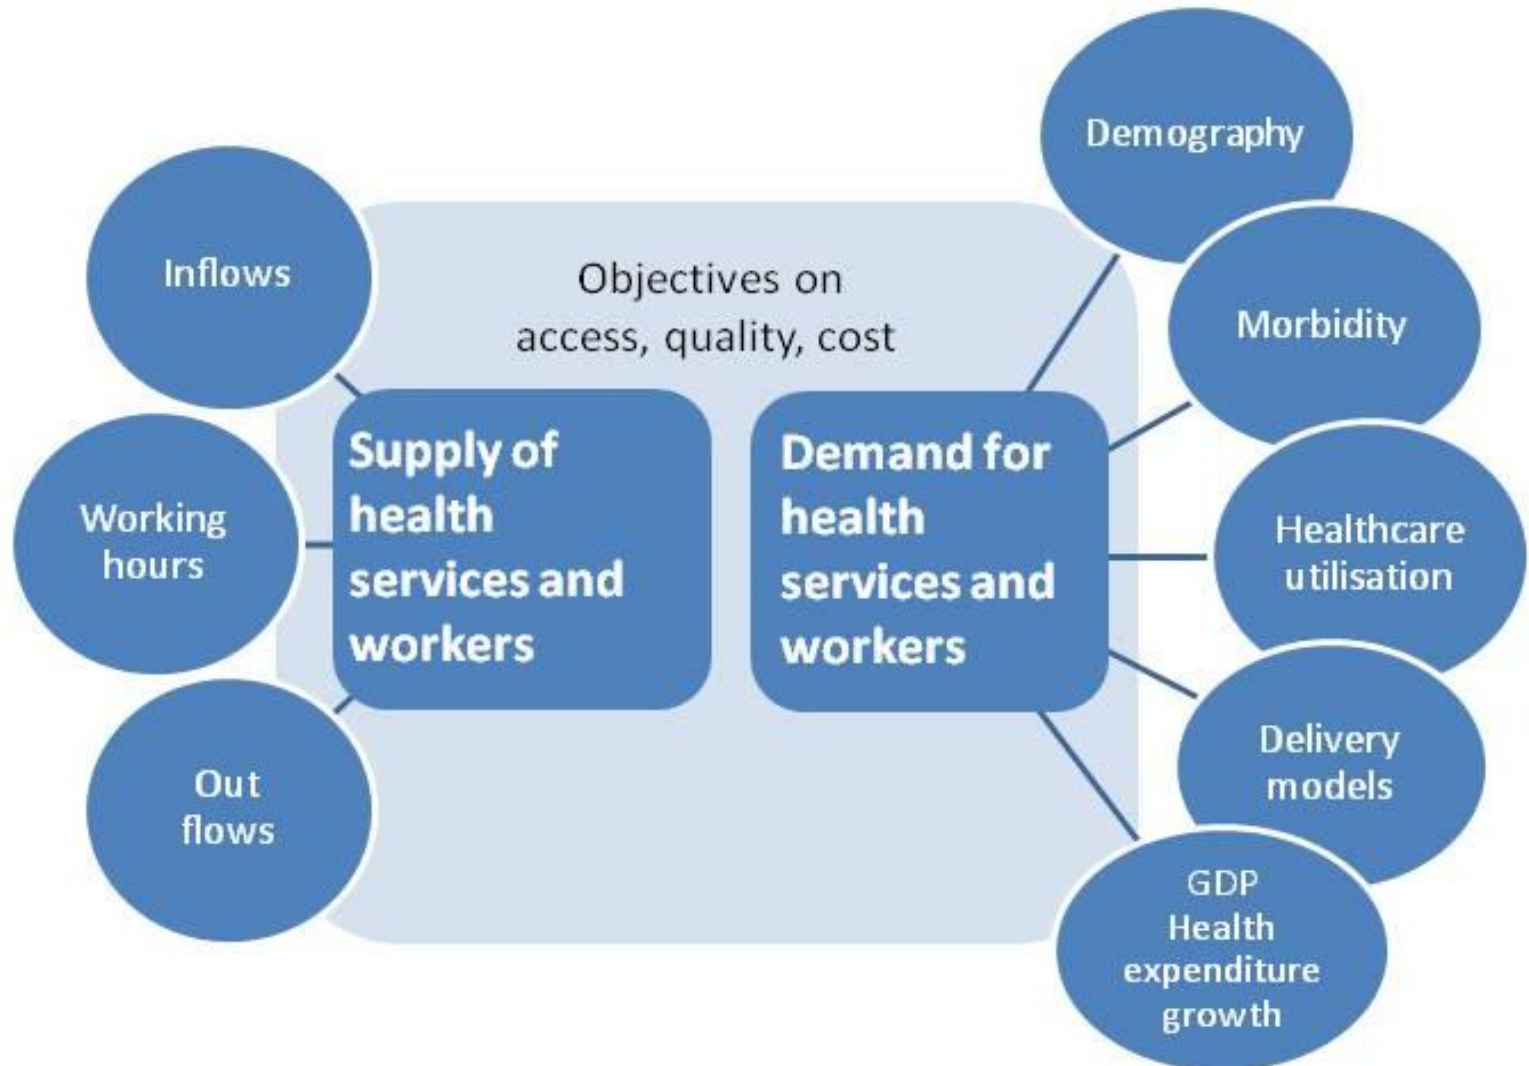 Objectives on
access, quality, cost
Inflows
Working
hours
Out
flows
Supply of
health
services and
workers
Demand for
health
services and
workers
Demography
Morbidity
Healthcare
utilisation
Delivery
models
GDP
Health
expenditure
growth